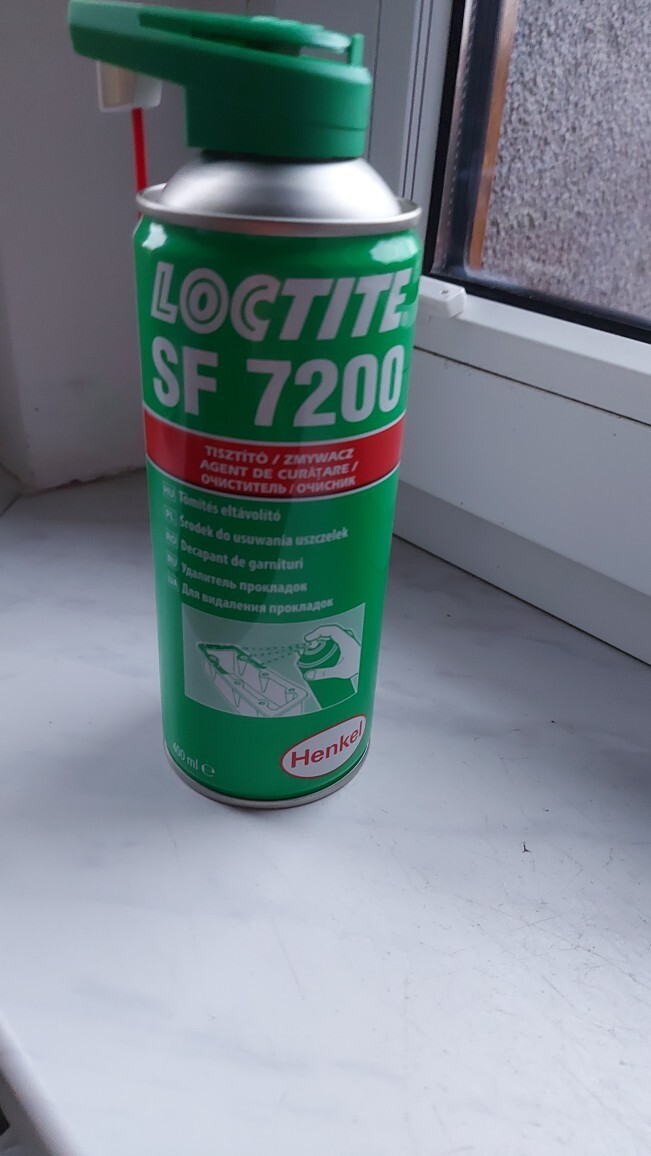 LOCTITE
SF 7200
TISZTÍTÓ / ZMYWACZ
AGENT DE CURĂȚARE /
ОЧИСТИТЕЛЬ / ОЧИСНИК
HU Tömítés eltávolító
PL Środek do usuwania uszczelek
RO Decapant de garnituri
RU Удалитель прокладок
UA Для видалення прокладок
400 ml ℮
Henkel